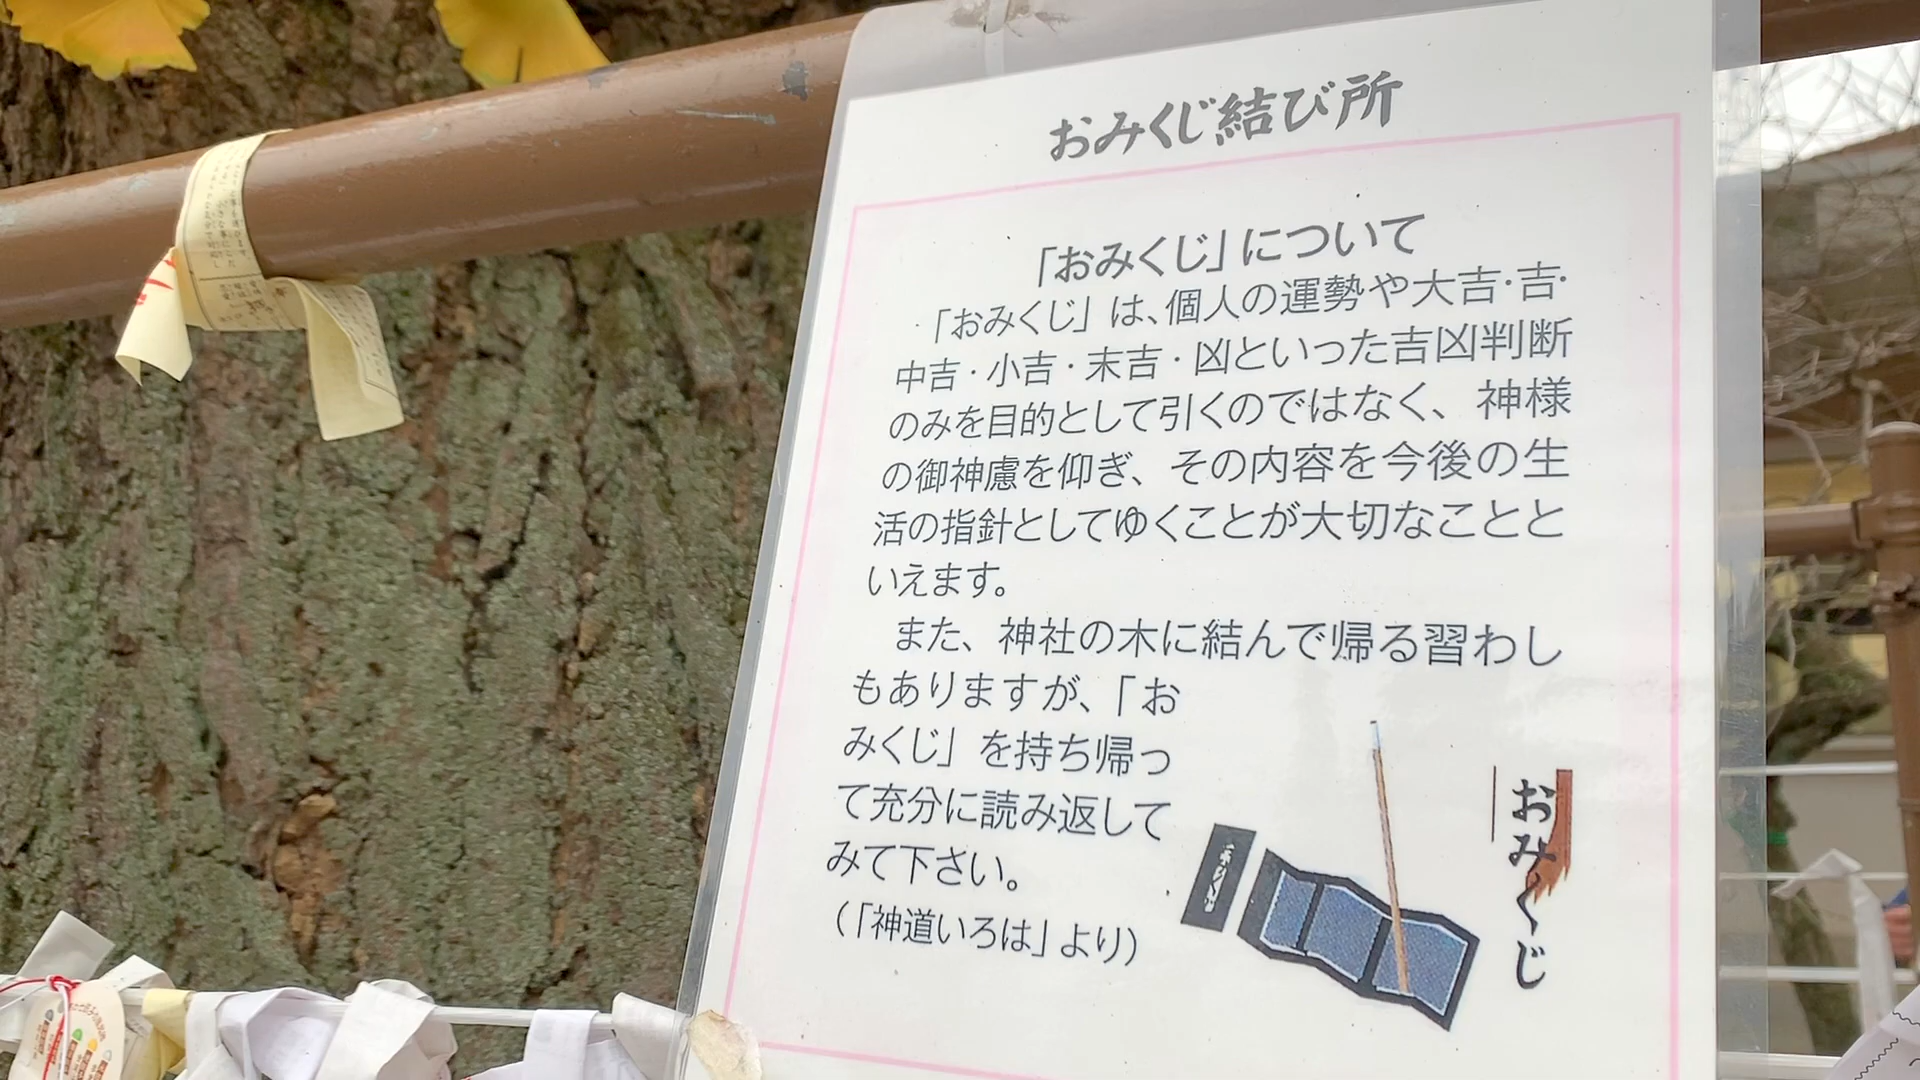 おみくじ結び所
「おみくじ」について
「おみくじ」は、個人の運勢や大吉・吉・
中吉・小吉・末吉・凶といった吉凶判断
のみを目的として引くのではなく、神様
の御神慮を仰ぎ、その内容を今後の生
活の指針としてゆくことが大切なことと
いえます。
また、神社の木に結んで帰る習わし
もありますが、「お
みくじ」を持ち帰っ
て充分に読み返して
みて下さい。
(「神道いろは」より)
おみくじ